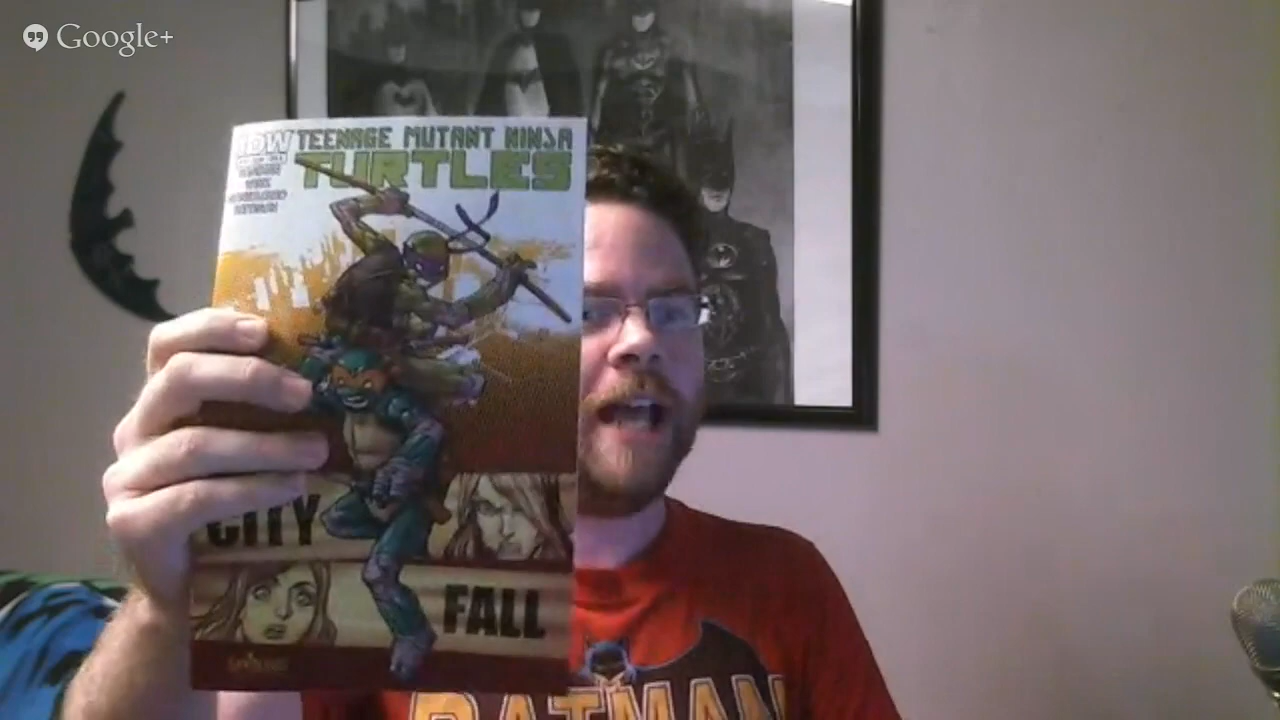 Google+
IDW
TEENAGE MUTANT NINJA
TURTLES
CITY
FALL
BATMAN